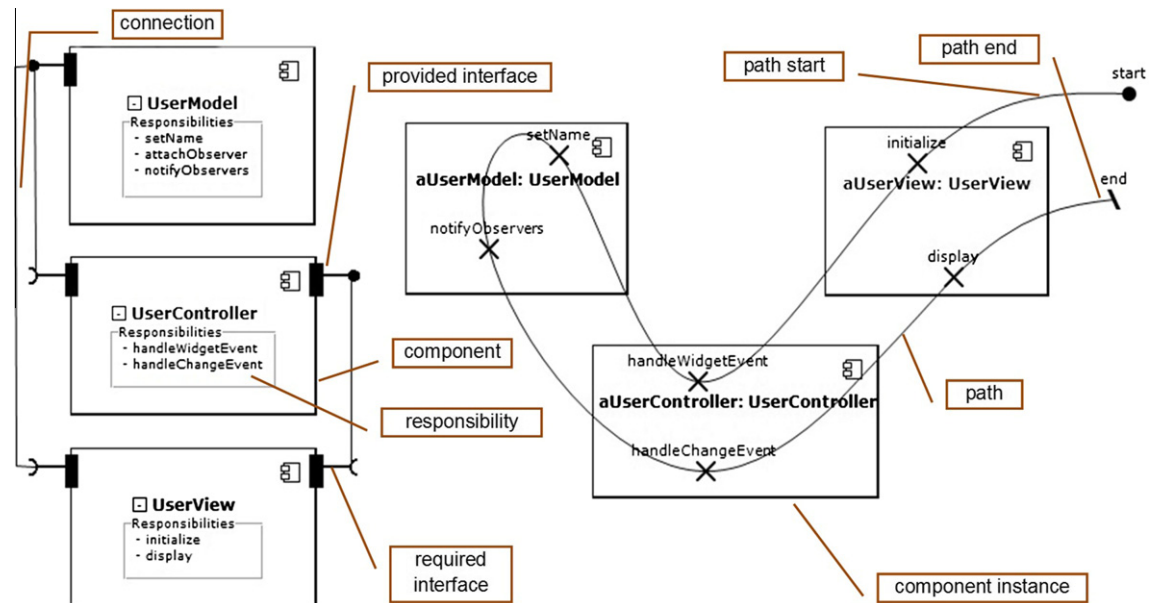 connection
UserModel
Responsibilities
- setName
- attachObserver
- notifyObservers
provided interface
UserController
Responsibilities
- handleWidgetEvent
- handleChangeEvent
component
responsibility
UserView
Responsibilities
- initialize
- display
required
interface
setName
aUserModel: UserModel
notifyObservers
path start
path end
start
initialize
aUserView: UserView
end
display
handleWidgetEvent
aUserController: UserController
handleChangeEvent
path
component instance